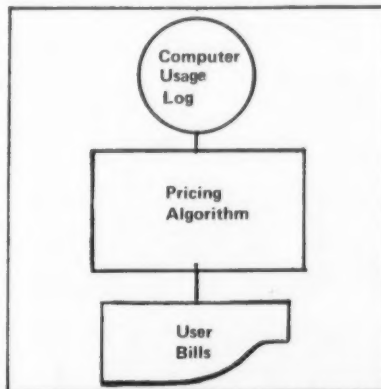 Computer
Usage
Log
Pricing
Algorithm
User
Bills